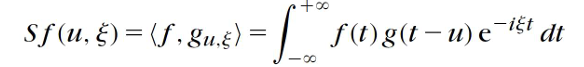 Sf(u, ξ) = ⟨f, g_{u,ξ}⟩ = ∫_{−∞}^{+∞} f(t) g(t − u) e^{−iξt} dt